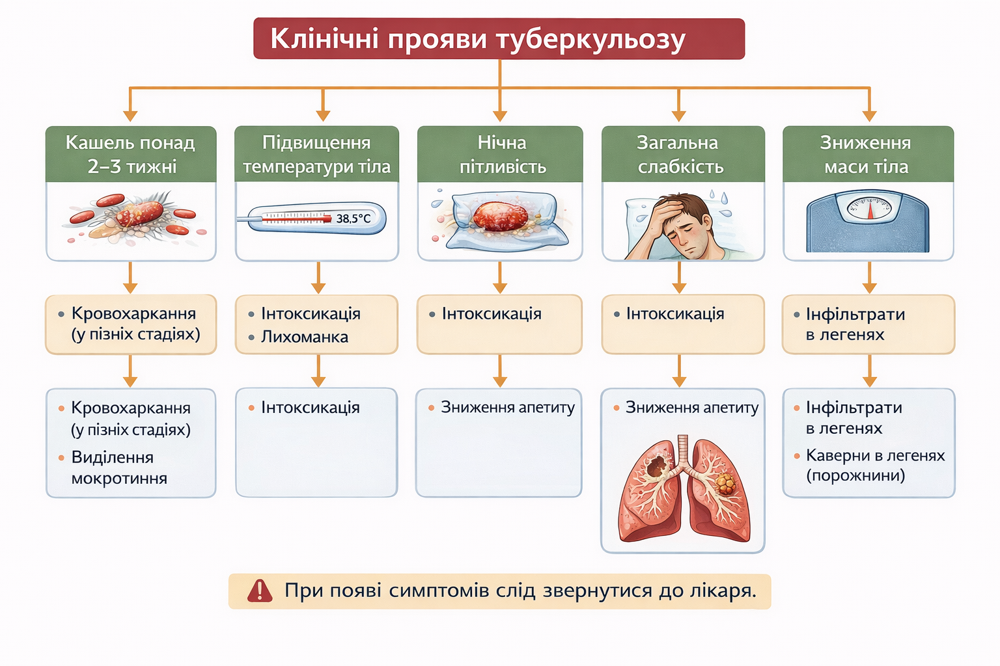 Клінічні прояви туберкульозу
Кашель понад
2–3 тижні
Підвищення
температури тіла
Нічна
пітливість
Загальна
слабкість
Зниження
маси тіла
38,5°C
• Кровохаркання
(у пізніх стадіях)
• Інтоксикація
• Лихоманка
• Інтоксикація
• Інтоксикація
• Інфільтрати
в легенях
• Кровохаркання
(у пізніх стадіях)
• Виділення
мокротиння
• Інтоксикація
• Зниження апетиту
• Зниження апетиту
• Інфільтрати
в легенях
• Каверни в легенях
(порожнини)
При появі симптомів слід звернутися до лікаря.